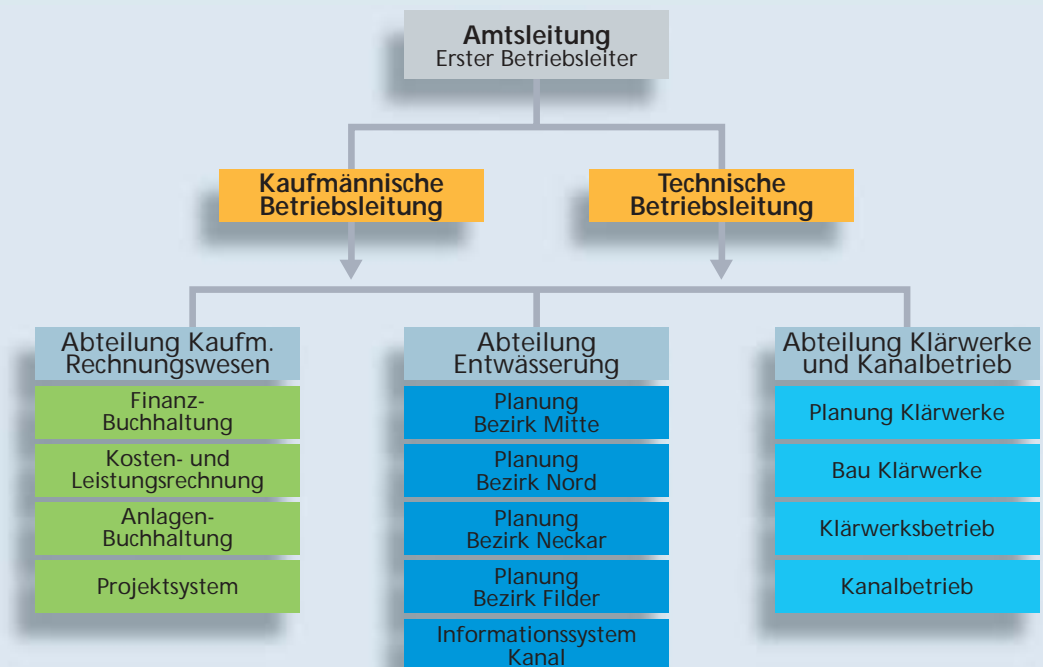 Amtsleitung
Erster Betriebsleiter
Kaufmännische
Betriebsleitung
Technische
Betriebsleitung
Abteilung Kaufm.
Rechnungswesen
Finanz-
Buchhaltung
Kosten- und
Leistungsrechnung
Anlagen-
Buchhaltung
Projektsystem
Abteilung
Entwässerung
Planung
Bezirk Mitte
Planung
Bezirk Nord
Planung
Bezirk Neckar
Planung
Bezirk Filder
Informationssystem
Kanal
Abteilung Klärwerke
und Kanalbetrieb
Planung Klärwerke
Bau Klärwerke
Klärwerksbetrieb
Kanalbetrieb